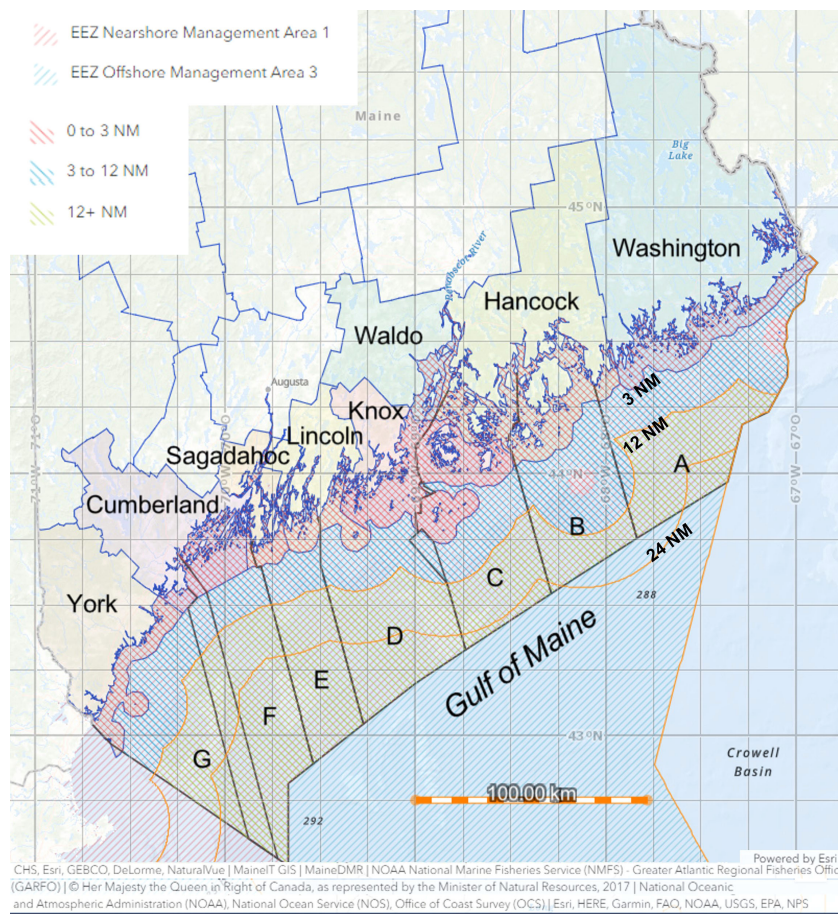 EEZ Nearshore Management Area 1
EEZ Offshore Management Area 3
0 to 3 NM
3 to 12 NM
12+ NM
Maine
Big
Lake
45°N
Washington
Penobscot River
Hancock
Waldo
Augusta
3 NM
Knox
Lincoln
12 NM
Sagadahoc
71°W
67°W
44°N
A
Cumberland
B
24 NM
C
288
York
D
Gulf of Maine
E
F
43°N
G
Crowell
Basin
100.00 km
292
Powered by Esri
CHS, Esri, GEBCO, DeLorme, NaturalVue | MaineIT GIS | MaineDMR | NOAA National Marine Fisheries Service (NMFS) - Greater Atlantic Regional Fisheries Offic
(GARFO) | © Her Majesty the Queen in Right of Canada, as represented by the Minister of Natural Resources, 2017 | National Oceanic
and Atmospheric Administration (NOAA), National Ocean Service (NOS), Office of Coast Survey (OCS) | Esri, HERE, Garmin, FAO, NOAA, USGS, EPA, NPS